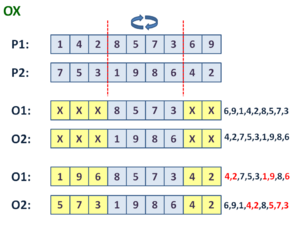 OX
P1: 1 4 2 8 5 7 3 6 9
P2: 7 5 3 1 9 8 6 4 2
O1: X X X 8 5 7 3 X X 6,9,1,4,2,8,5,7,3
O2: X X X 1 9 8 6 X X 4,2,7,5,3,1,9,8,6
O1: 1 9 6 8 5 7 3 4 2 4,2,7,5,3,1,9,8,6
O2: 5 7 3 1 9 8 6 4 2 6,9,1,4,2,8,5,7,3